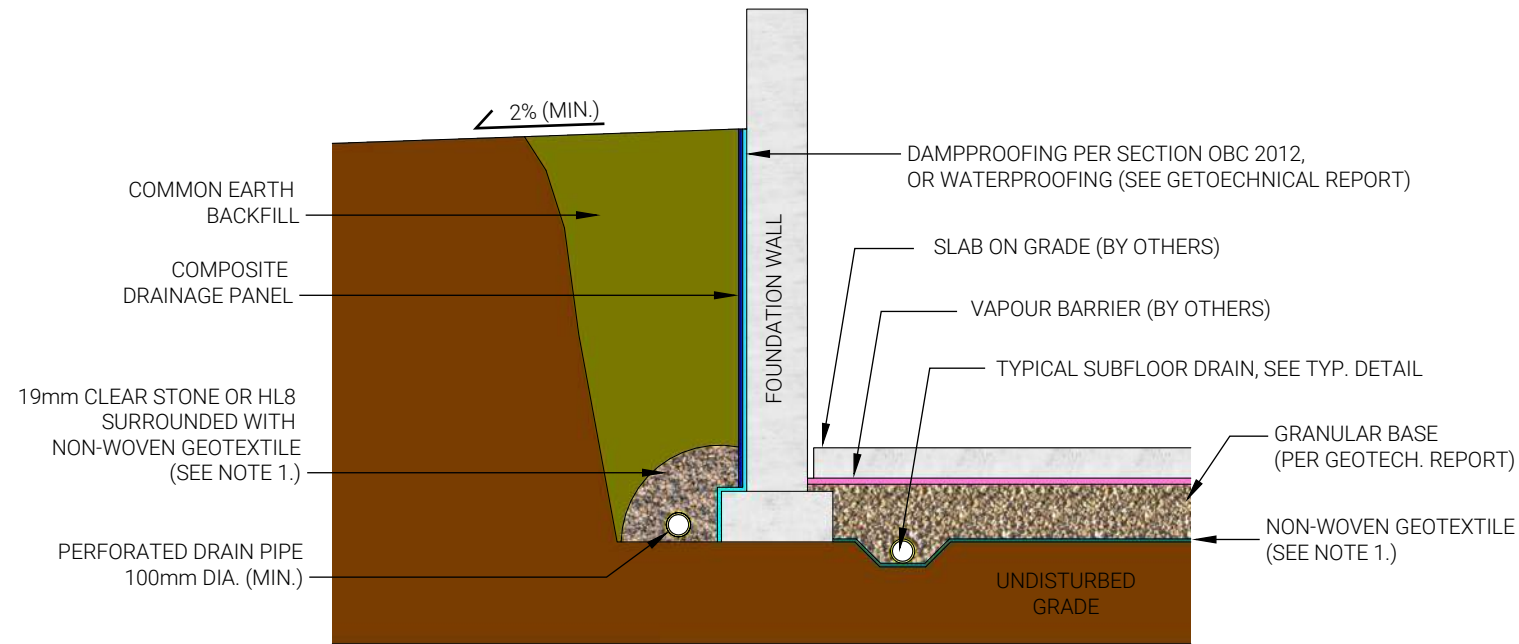 2% (MIN.)
COMMON EARTH
BACKFILL
COMPOSITE
DRAINAGE PANEL
19mm CLEAR STONE OR HL8
SURROUNDED WITH
NON-WOVEN GEOTEXTILE
(SEE NOTE 1.)
PERFORATED DRAIN PIPE
100mm DIA. (MIN.)
FOUNDATION WALL
DAMPPROOFING PER SECTION OBC 2012,
OR WATERPROOFING (SEE GETOECHNICAL REPORT)
SLAB ON GRADE (BY OTHERS)
VAPOUR BARRIER (BY OTHERS)
TYPICAL SUBFLOOR DRAIN, SEE TYP. DETAIL
GRANULAR BASE
(PER GEOTECH. REPORT)
NON-WOVEN GEOTEXTILE
(SEE NOTE 1.)
UNDISTURBED
GRADE